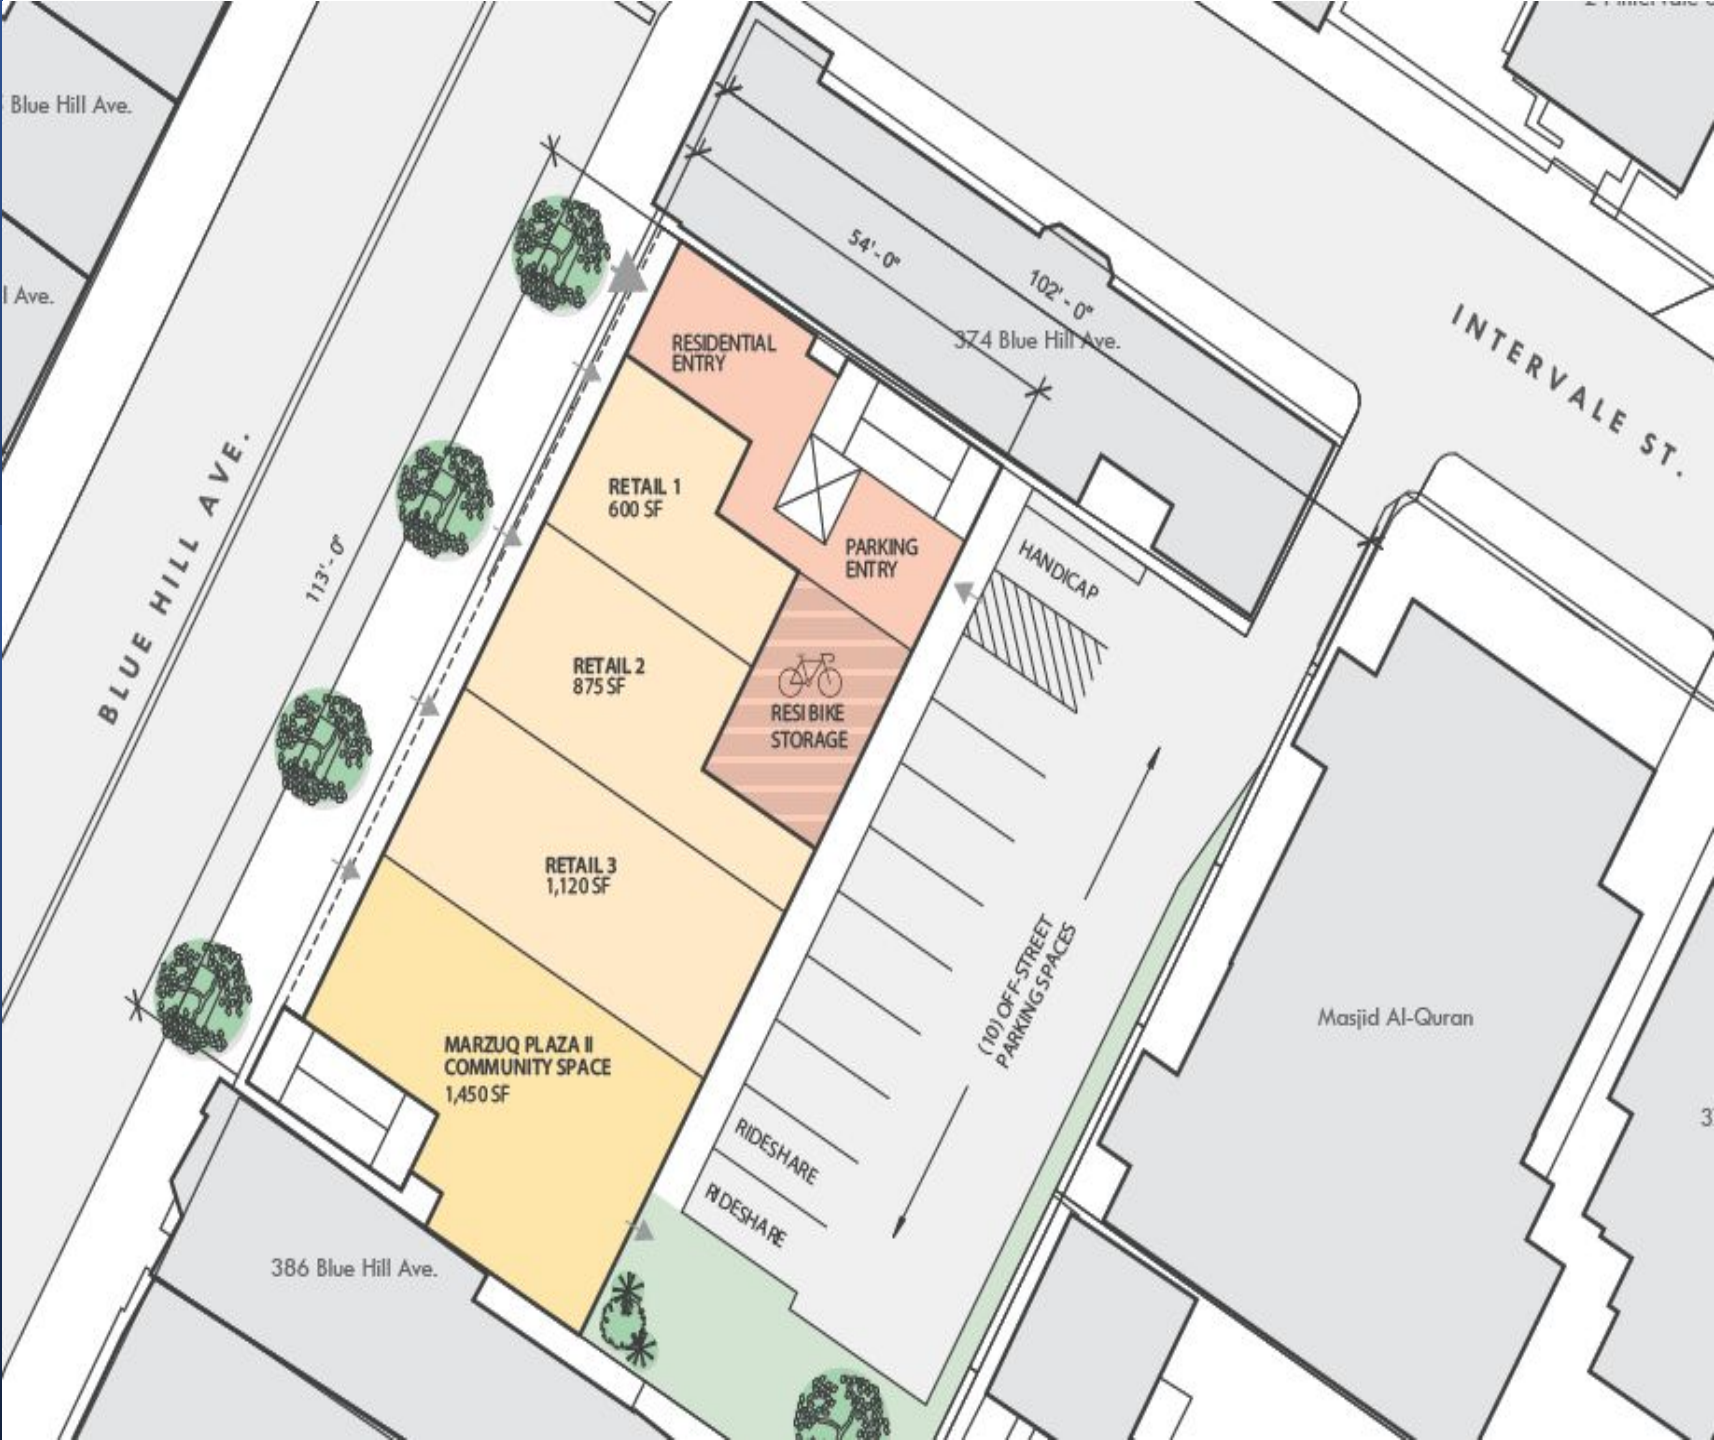 Blue Hill Ave.
l Ave.
BLUE HILL AVE.
113'-0"
54'-0"
102'-0"
374 Blue Hill Ave.
INTERVALE ST.
RESIDENTIAL
ENTRY
RETAIL 1
600 SF
PARKING
ENTRY
HANDICAP
RETAIL 2
875 SF
RESI BIKE
STORAGE
RETAIL 3
1,120 SF
(10) OFF-STREET
PARKING SPACES
Masjid Al-Quran
MARZUQ PLAZA II
COMMUNITY SPACE
1,450 SF
RIDESHARE
RIDESHARE
386 Blue Hill Ave.
3